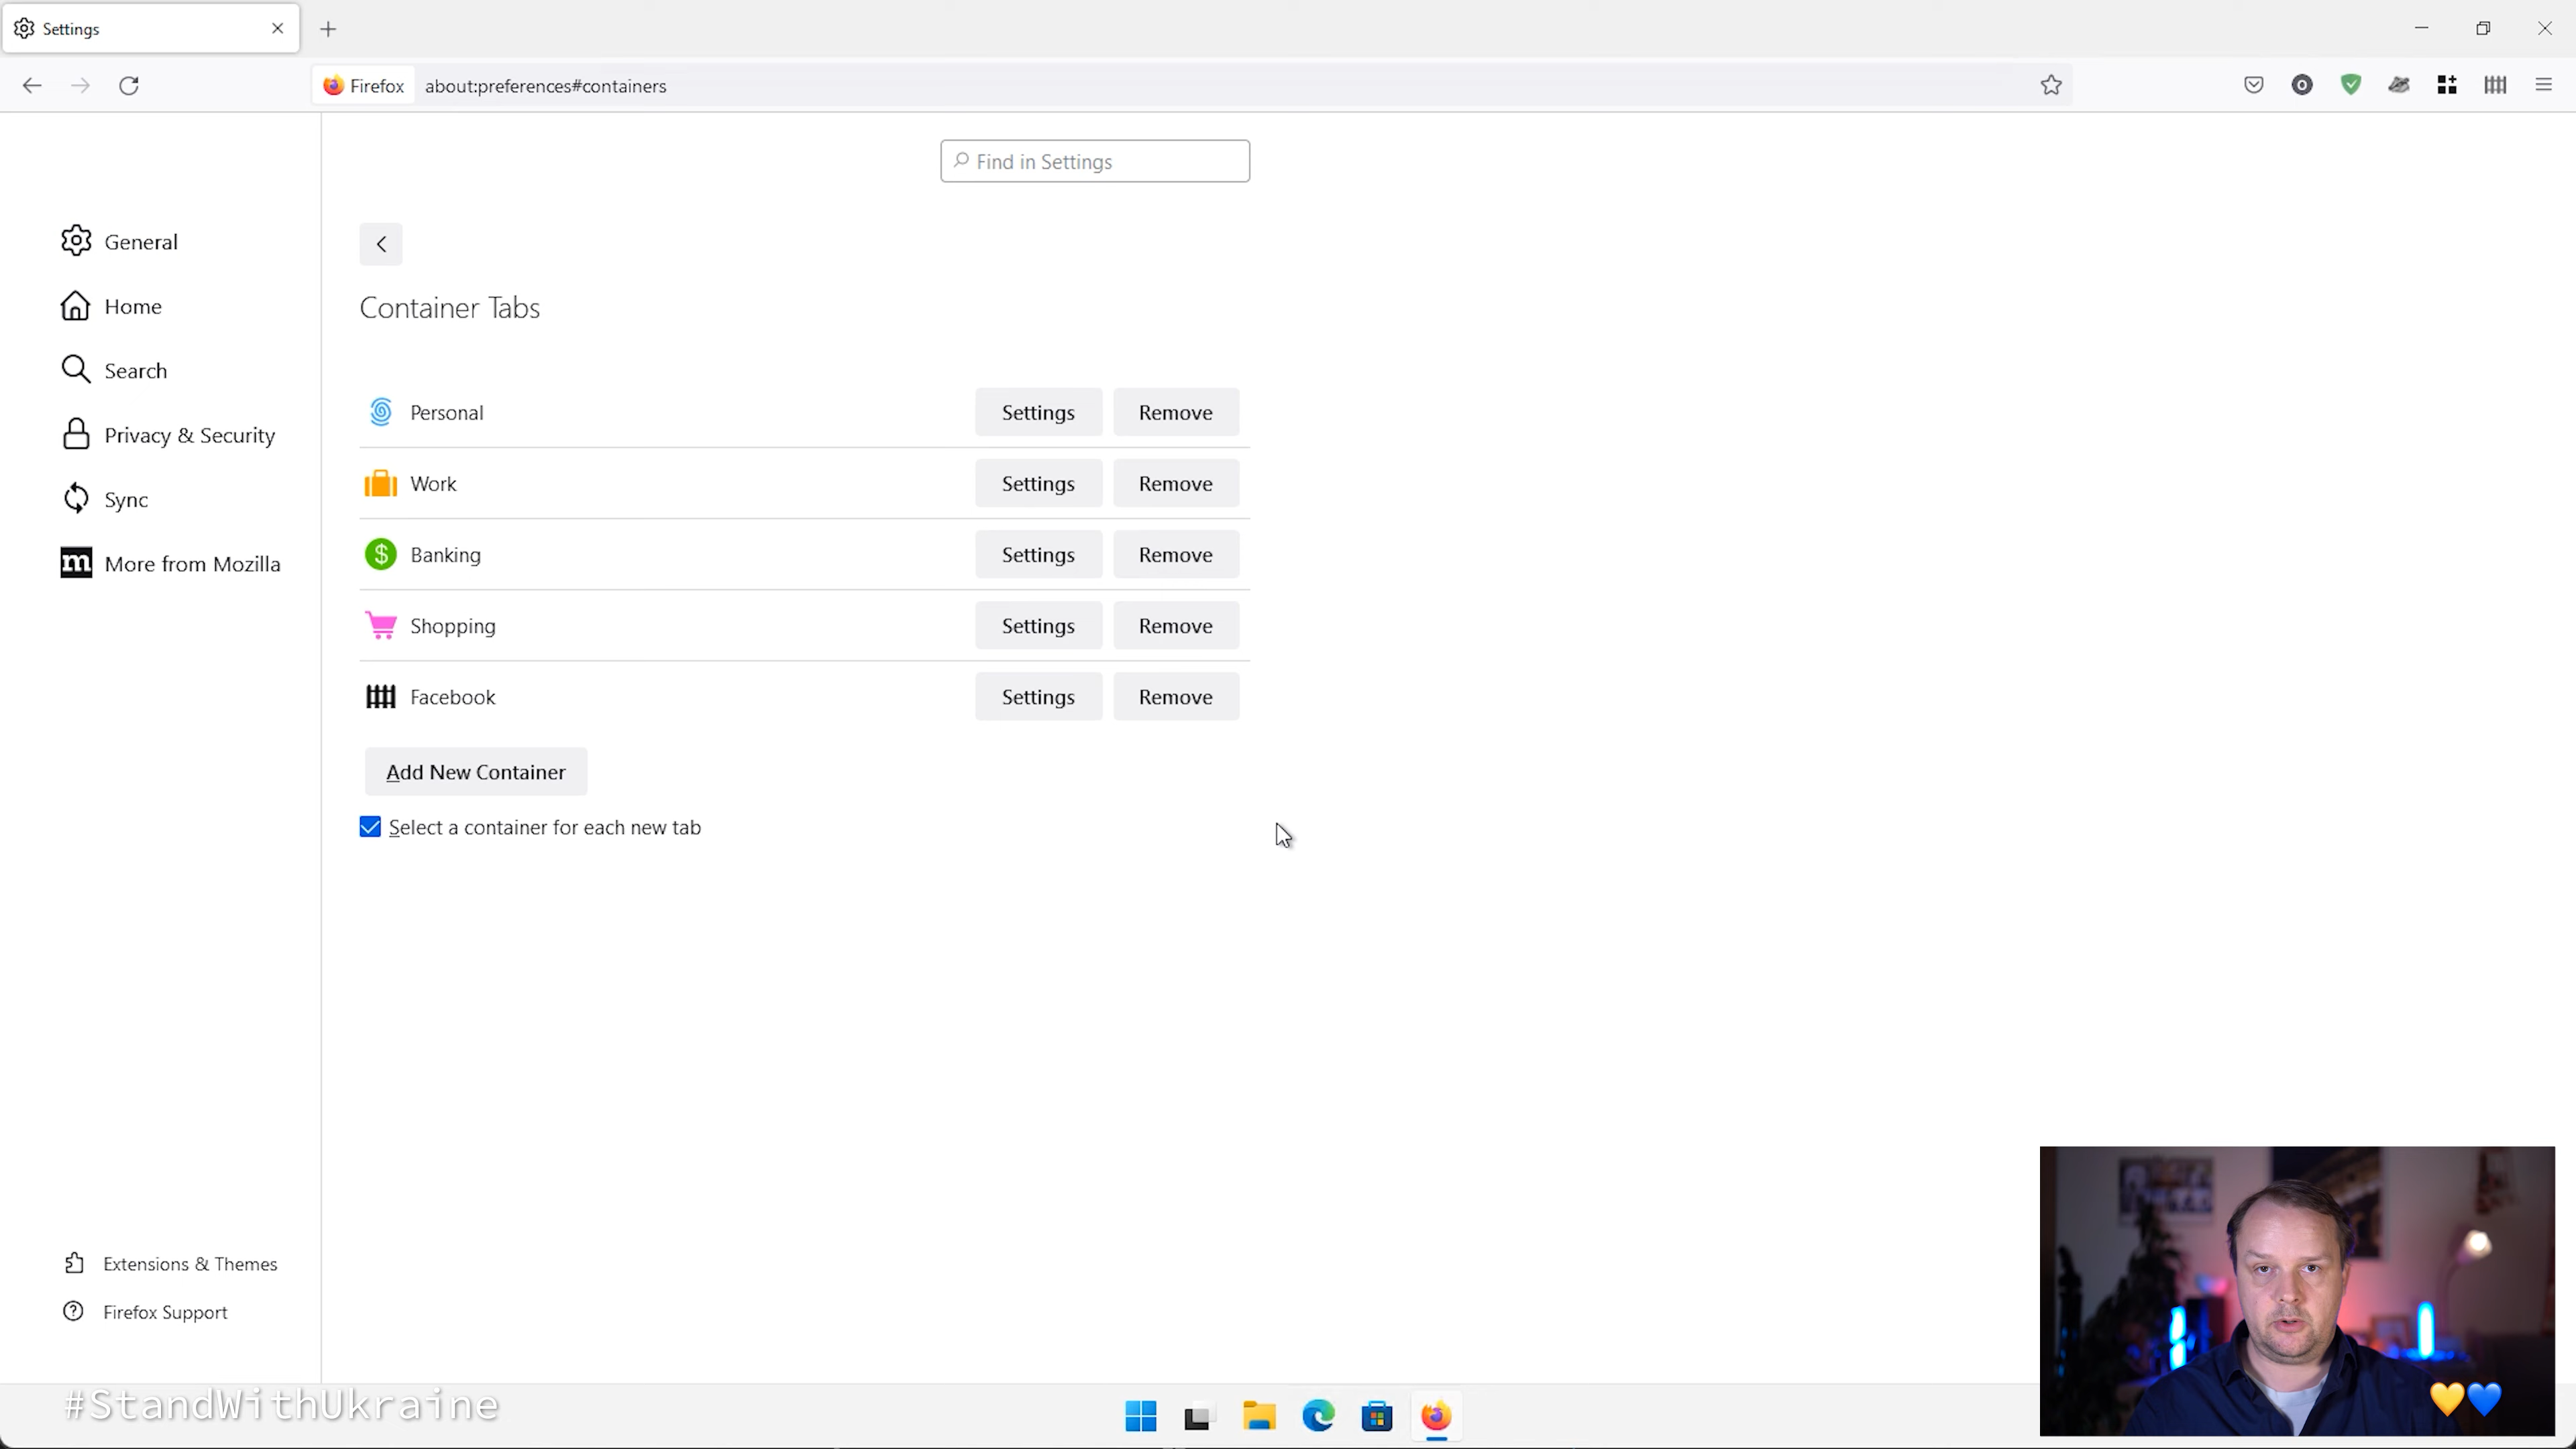 Settings
Firefox
about:preferences#containers
Find in Settings
General
Home
Search
Privacy & Security
Sync
m More from Mozilla
Container Tabs
Personal Settings Remove
Work Settings Remove
$ Banking Settings Remove
Shopping Settings Remove
Facebook Settings Remove
Add New Container
Select a container for each new tab
Extensions & Themes
Firefox Support
#StandWithUkraine